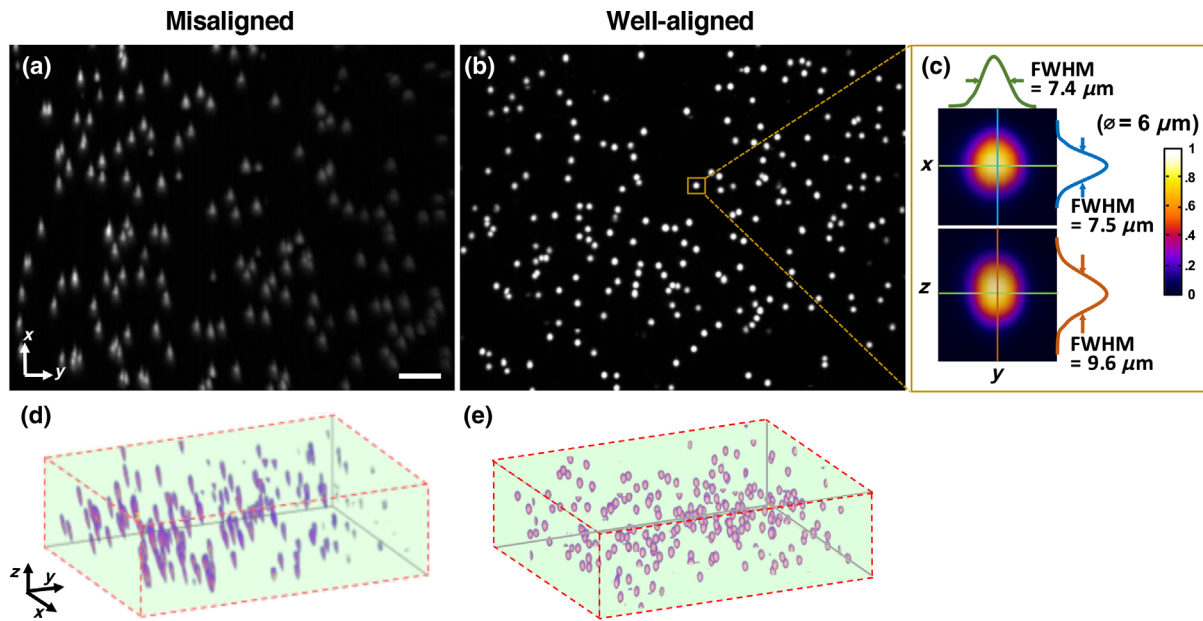 Misaligned
Well-aligned
(a)
x
y
(b)
(c)
FWHM
= 7.4 μm
(⌀ = 6 μm)
x
FWHM
= 7.5 μm
1
.8
.6
.4
.2
0
z
FWHM
= 9.6 μm
y
(d)
z
y
x
(e)